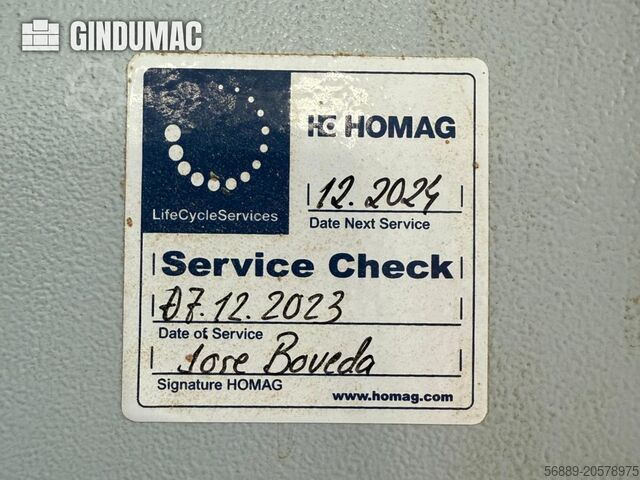 GINDUMAC
HOMAG
12.2024
LifeCycleServices
Date Next Service
Service Check
07.12.2023
Date of Service
Jose Boveda
Signature HOMAG
www.homag.com
56889-20578975